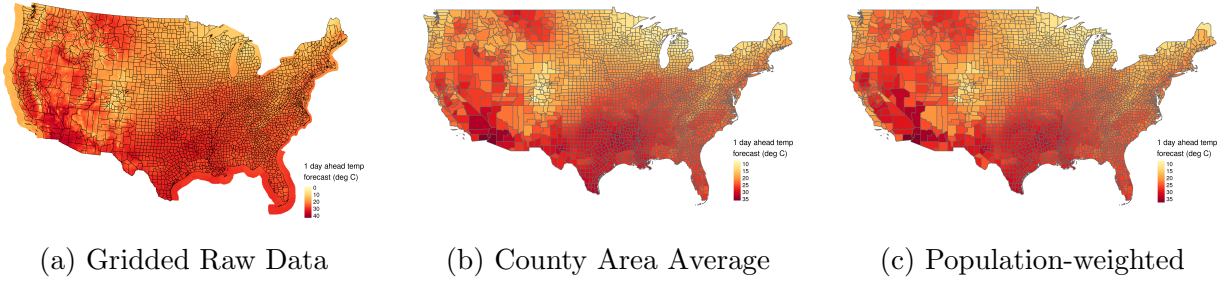 1 day ahead temp
forecast (deg C)
0
10
20
30
40
1 day ahead temp
forecast (deg C)
10
15
20
25
30
35
1 day ahead temp
forecast (deg C)
10
15
20
25
30
35
(a) Gridded Raw Data
(b) County Area Average
(c) Population-weighted